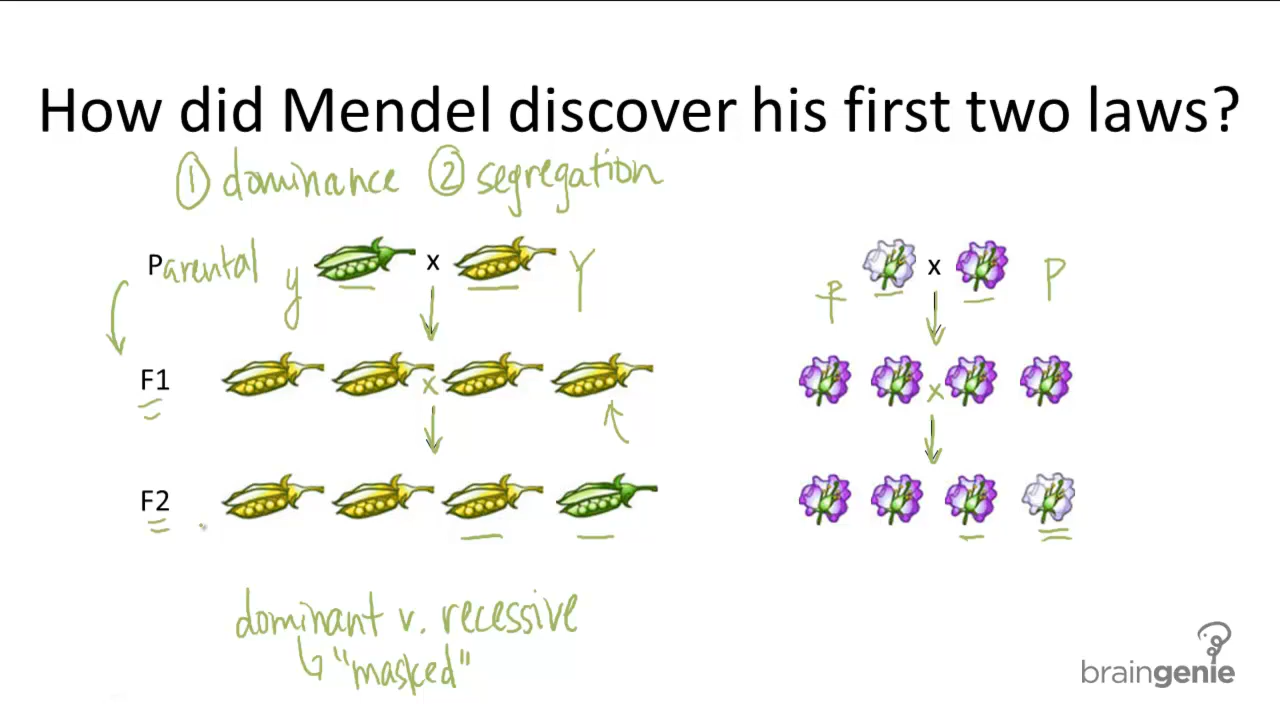 How did Mendel discover his first two laws?
① dominance ② segregation
Parental y x Y
x P
F1 x x
F2
dominant v. recessive
"masked"
braingenie